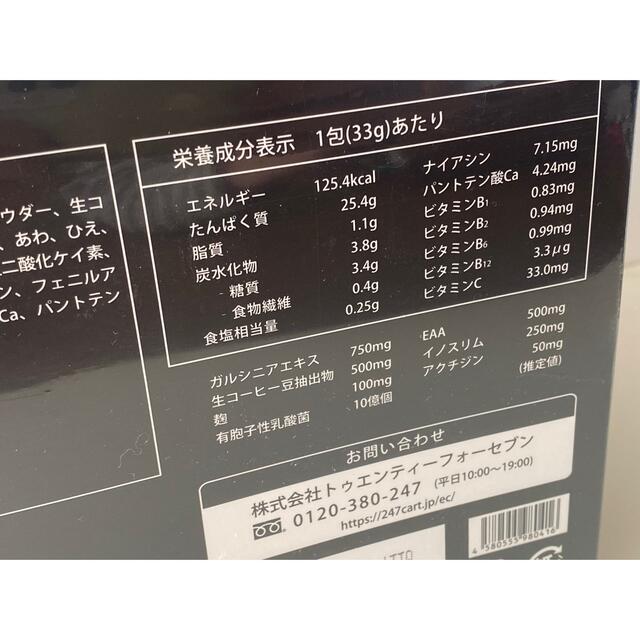 ウダー、生コ
、あわ、ひえ、
二酸化ケイ素、
ン、フェニルア
Ca、パントテン
栄養成分表示 1包(33g)あたり
エネルギー 125.4kcal
たんぱく質 25.4g
脂質 1.1g
炭水化物 3.8g
糖質 3.4g
食物繊維 0.4g
食塩相当量 0.25g
ナイアシン 7.15mg
パントテン酸Ca 4.24mg
ビタミンB1 0.83mg
ビタミンB2 0.94mg
ビタミンB6 0.99mg
ビタミンB12 3.3μg
ビタミンC 33.0mg
ガルシニアエキス 750mg
生コーヒー豆抽出物 500mg
麹 100mg
有胞子性乳酸菌 10億個
EAA 500mg
イノスリム 250mg
アクチジン 50mg
(推定値)
お問い合わせ
株式会社トゥエンティーフォーセブン
0120-380-247 (平日10:00〜19:00)
https://247cart.jp/ec/
4 580555 980416